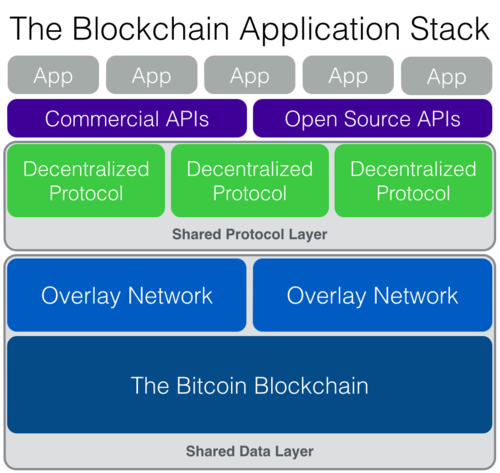 The Blockchain Application Stack
App App App App App
Commercial APIs Open Source APIs
Decentralized Decentralized Decentralized
Protocol Protocol Protocol
Shared Protocol Layer
Overlay Network Overlay Network
The Bitcoin Blockchain
Shared Data Layer